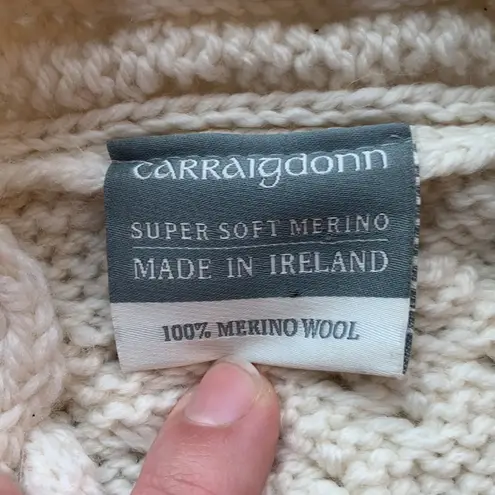 carraigdonn
SUPER SOFT MERINO
MADE IN IRELAND
100% MERINO WOOL